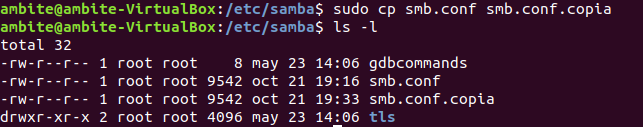 ambite@ambite-VirtualBox:/etc/samba$ sudo cp smb.conf smb.conf.copia
ambite@ambite-VirtualBox:/etc/samba$ ls -l
total 32
-rw-r--r-- 1 root root    8 may 23 14:06 gdbcommands
-rw-r--r-- 1 root root 9542 oct 21 19:16 smb.conf
-rw-r--r-- 1 root root 9542 oct 21 19:33 smb.conf.copia
drwxr-xr-x 2 root root 4096 may 23 14:06 tls